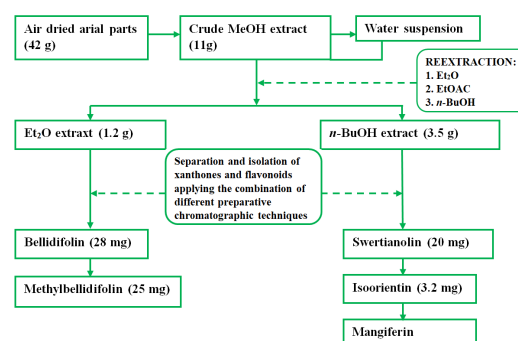 Air dried arial parts
(42 g)
Crude MeOH extract
(11g)
Water suspension
REEXTRACTION:
1. Et₂O
2. EtOAC
3. n-BuOH
Et₂O extraxt (1.2 g)
n-BuOH extract (3.5 g)
Separation and isolation of
xanthones and flavonoids
applying the combination of
different preparative
chromatographic techniques
Bellidifolin (28 mg)
Swertianolin (20 mg)
Methylbellidifolin (25 mg)
Isoorientin (3.2 mg)
Mangiferin